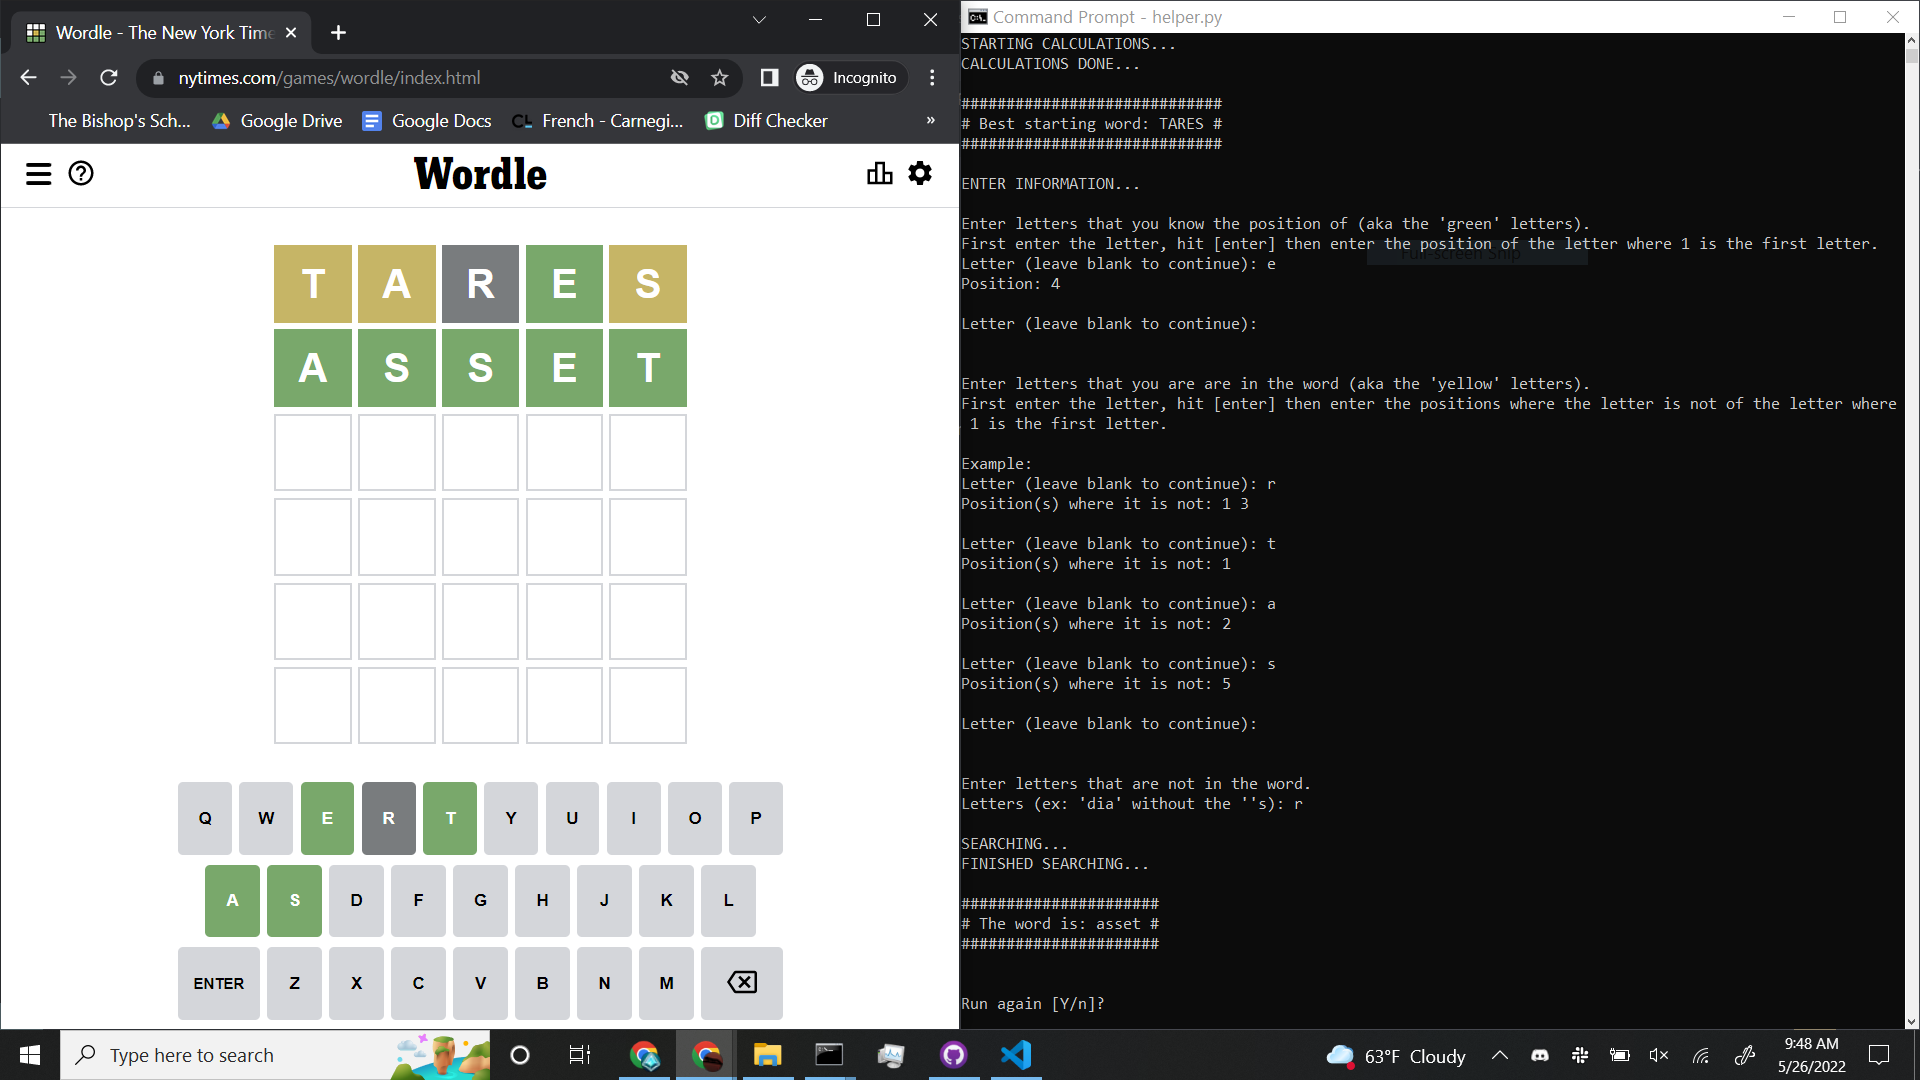 Wordle - The New York Time
nytimes.com/games/wordle/index.html
Incognito
The Bishop's Sch...
Google Drive
Google Docs
CL
French - Carnegi...
Diff Checker
»
Wordle
T A R E S
A S S E T
Q W E R T Y U I O P
A S D F G H J K L
ENTER Z X C V B N M
Command Prompt - helper.py
STARTING CALCULATIONS...
CALCULATIONS DONE...
#############################
# Best starting word: TARES #
#############################
ENTER INFORMATION...
Enter letters that you know the position of (aka the 'green' letters).
First enter the letter, hit [enter] then enter the position of the letter where 1 is the first letter.
Full-screen Snip
Letter (leave blank to continue): e
Position: 4
Letter (leave blank to continue):
Enter letters that you are are in the word (aka the 'yellow' letters).
First enter the letter, hit [enter] then enter the positions where the letter is not of the letter where
1 is the first letter.
Example:
Letter (leave blank to continue): r
Position(s) where it is not: 1 3
Letter (leave blank to continue): t
Position(s) where it is not: 1
Letter (leave blank to continue): a
Position(s) where it is not: 2
Letter (leave blank to continue): s
Position(s) where it is not: 5
Letter (leave blank to continue):
Enter letters that are not in the word.
Letters (ex: 'dia' without the ''s): r
SEARCHING...
FINISHED SEARCHING...
######################
# The word is: asset #
######################
Run again [Y/n]?
Type here to search
63°F Cloudy
9:48 AM
5/26/2022